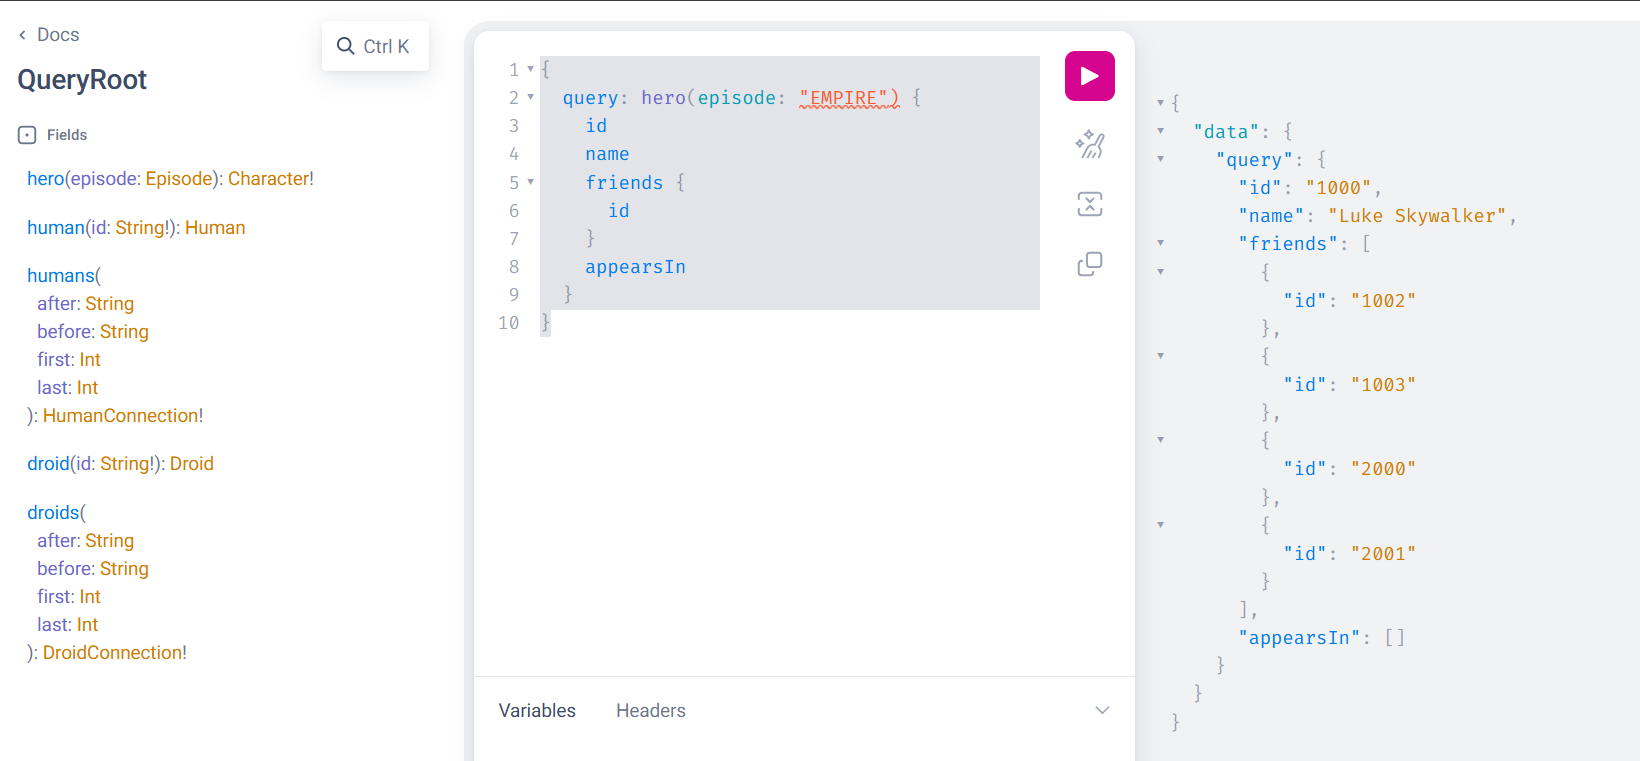 Docs
Ctrl K
QueryRoot
Fields
hero(episode: Episode): Character!
human(id: String!): Human
humans(
after: String
before: String
first: Int
last: Int
): HumanConnection!
droid(id: String!): Droid
droids(
after: String
before: String
first: Int
last: Int
): DroidConnection!
1 {
2 query: hero(episode: "EMPIRE") {
3 id
4 name
5 friends {
6 id
7 }
8 appearsIn
9 }
10 }
Variables Headers
{
"data": {
"query": {
"id": "1000",
"name": "Luke Skywalker",
"friends": [
{
"id": "1002"
},
{
"id": "1003"
},
{
"id": "2000"
},
{
"id": "2001"
}
],
"appearsIn": []
}
}
}